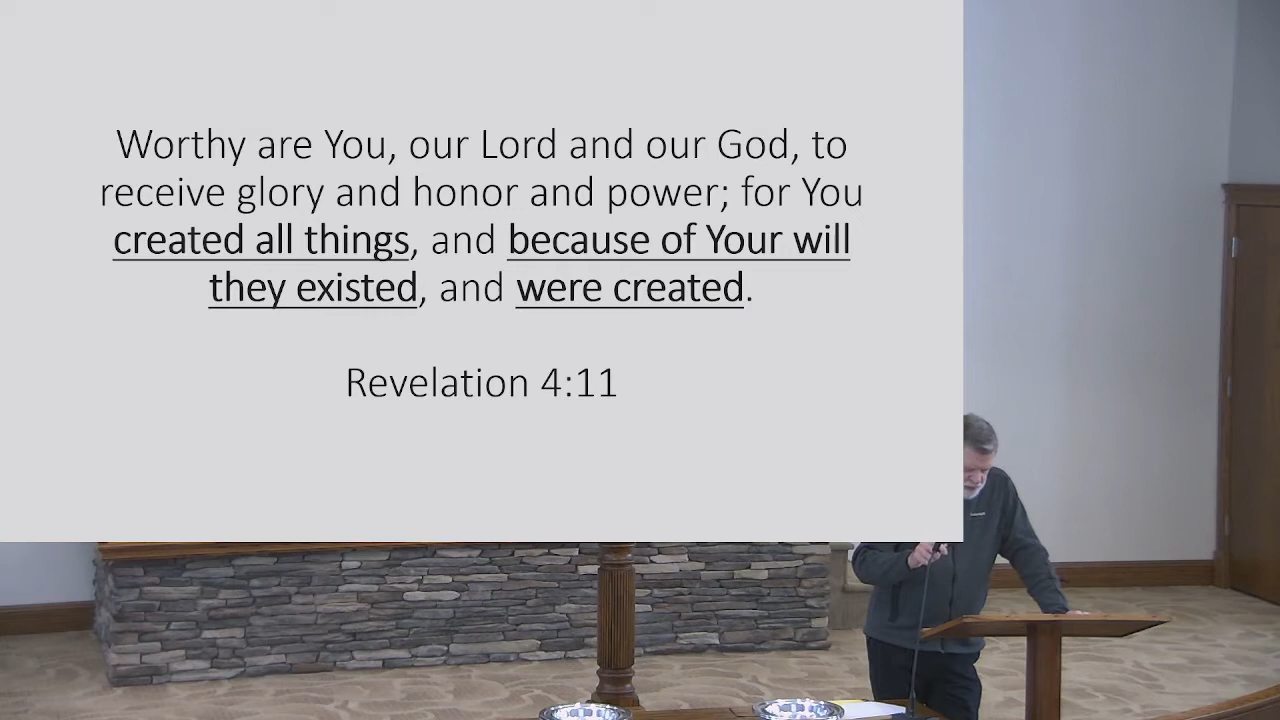 Worthy are You, our Lord and our God, to
receive glory and honor and power; for You
created all things, and because of Your will
they existed, and were created.
Revelation 4:11